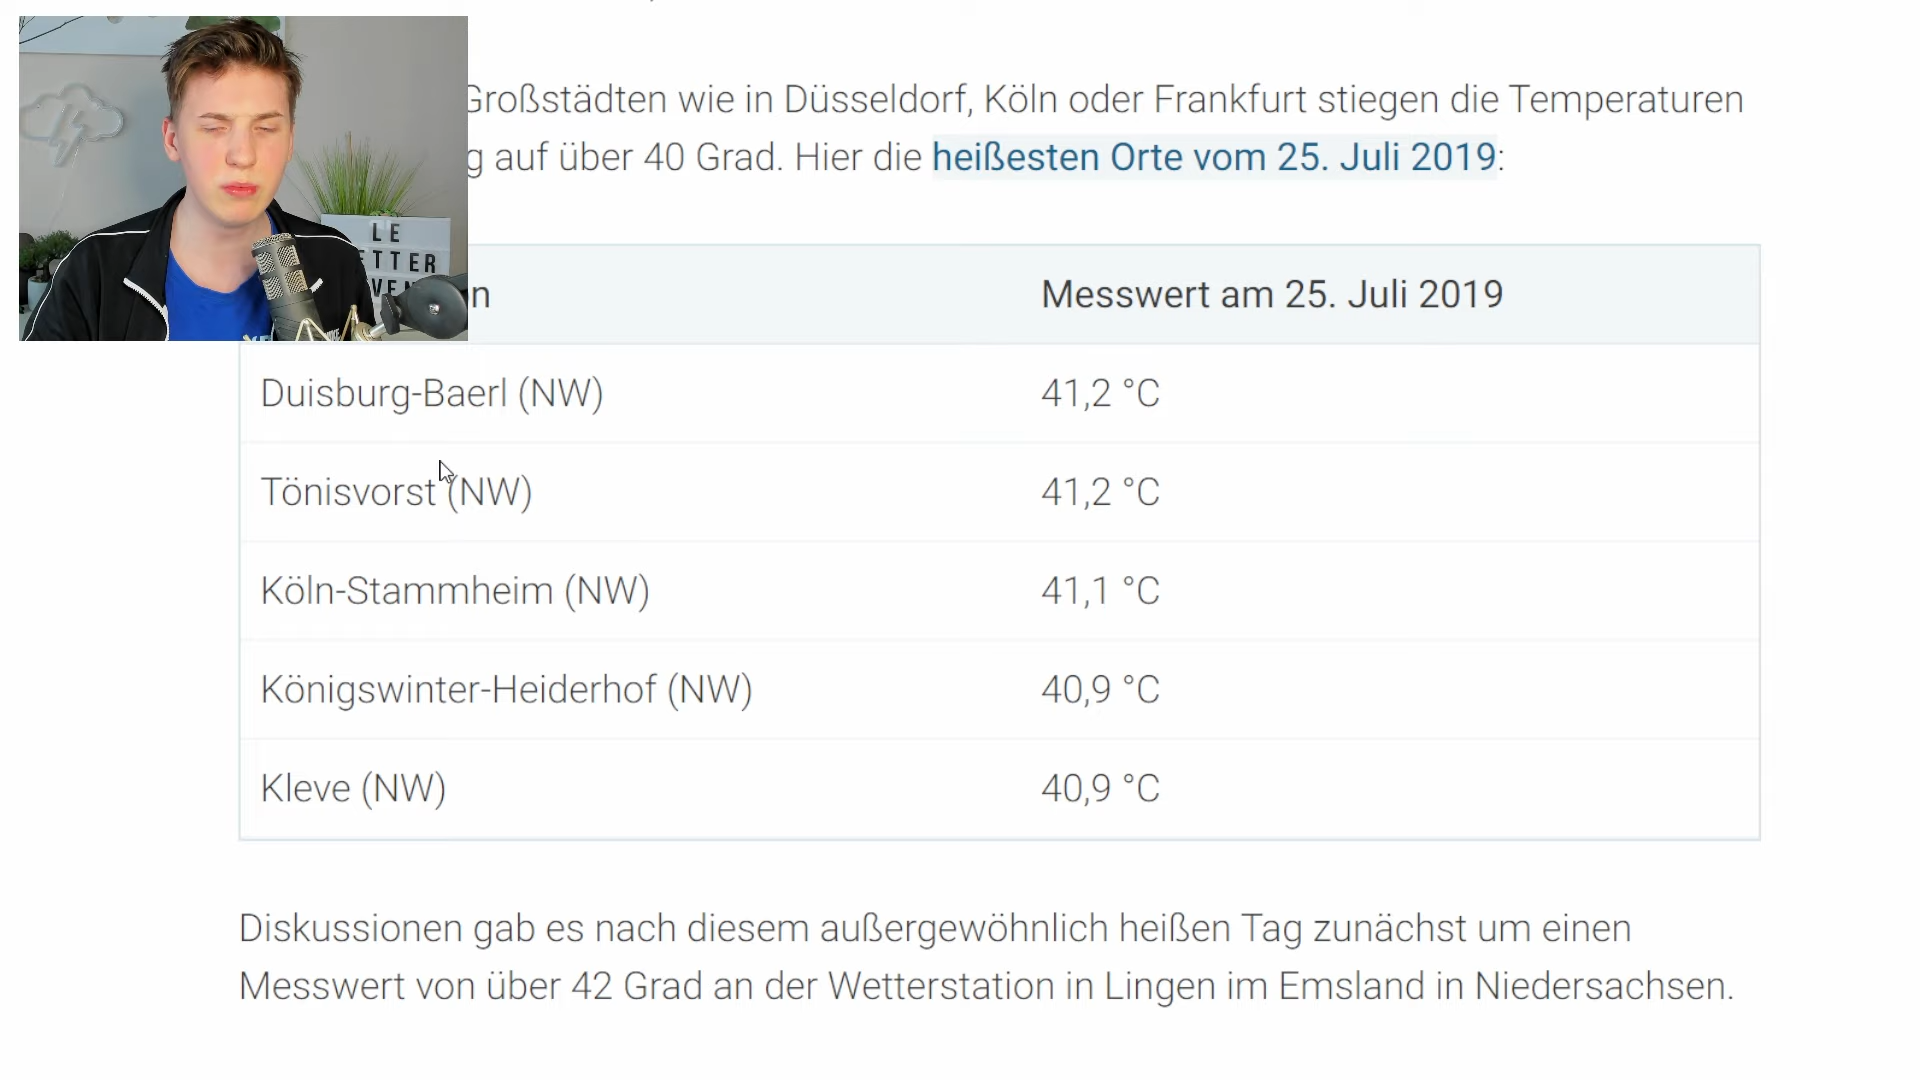 Großstädten wie in Düsseldorf, Köln oder Frankfurt stiegen die Temperaturen
auf über 40 Grad. Hier die heißesten Orte vom 25. Juli 2019:
LE
Messwert am 25. Juli 2019
Duisburg-Baerl (NW) 41,2 °C
Tönisvorst (NW) 41,2 °C
Köln-Stammheim (NW) 41,1 °C
Königswinter-Heiderhof (NW) 40,9 °C
Kleve (NW) 40,9 °C
Diskussionen gab es nach diesem außergewöhnlich heißen Tag zunächst um einen
Messwert von über 42 Grad an der Wetterstation in Lingen im Emsland in Niedersachsen.